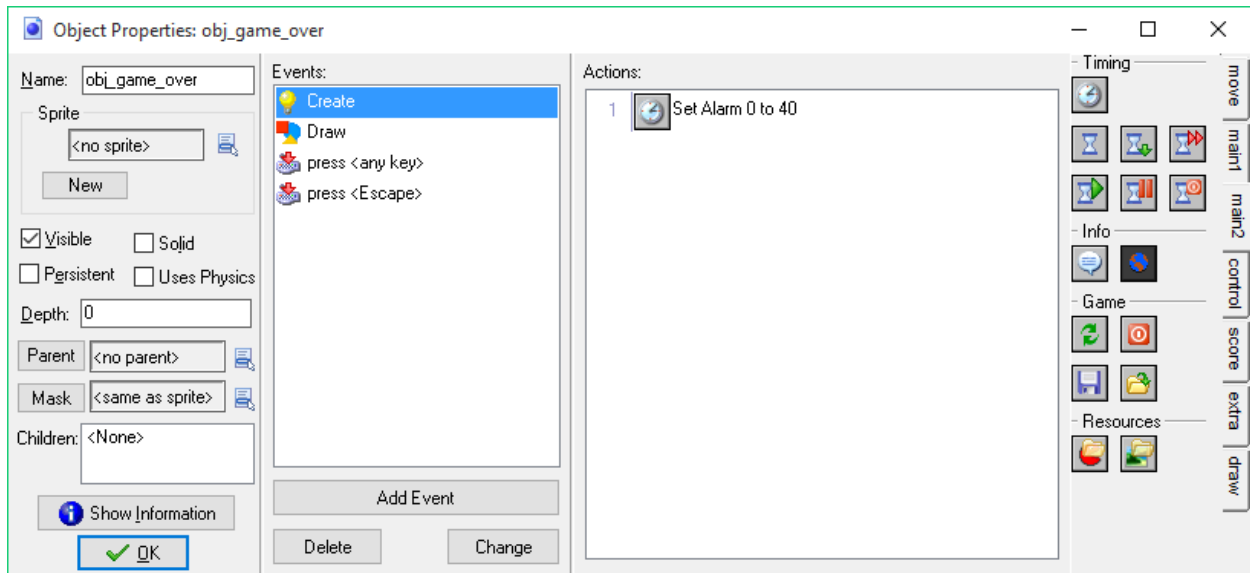 Object Properties: obj_game_over
Name: obj_game_over
Sprite
<no sprite>
New
Visible
Solid
Persistent
Uses Physics
Depth: 0
Parent <no parent>
Mask <same as sprite>
Children: <None>
Show Information
OK
Events:
Create
Draw
press <any key>
press <Escape>
Add Event
Delete
Change
Actions:
1 Set Alarm 0 to 40
Timing
Info
Game
Resources
move
main1
main2
control
score
extra
draw